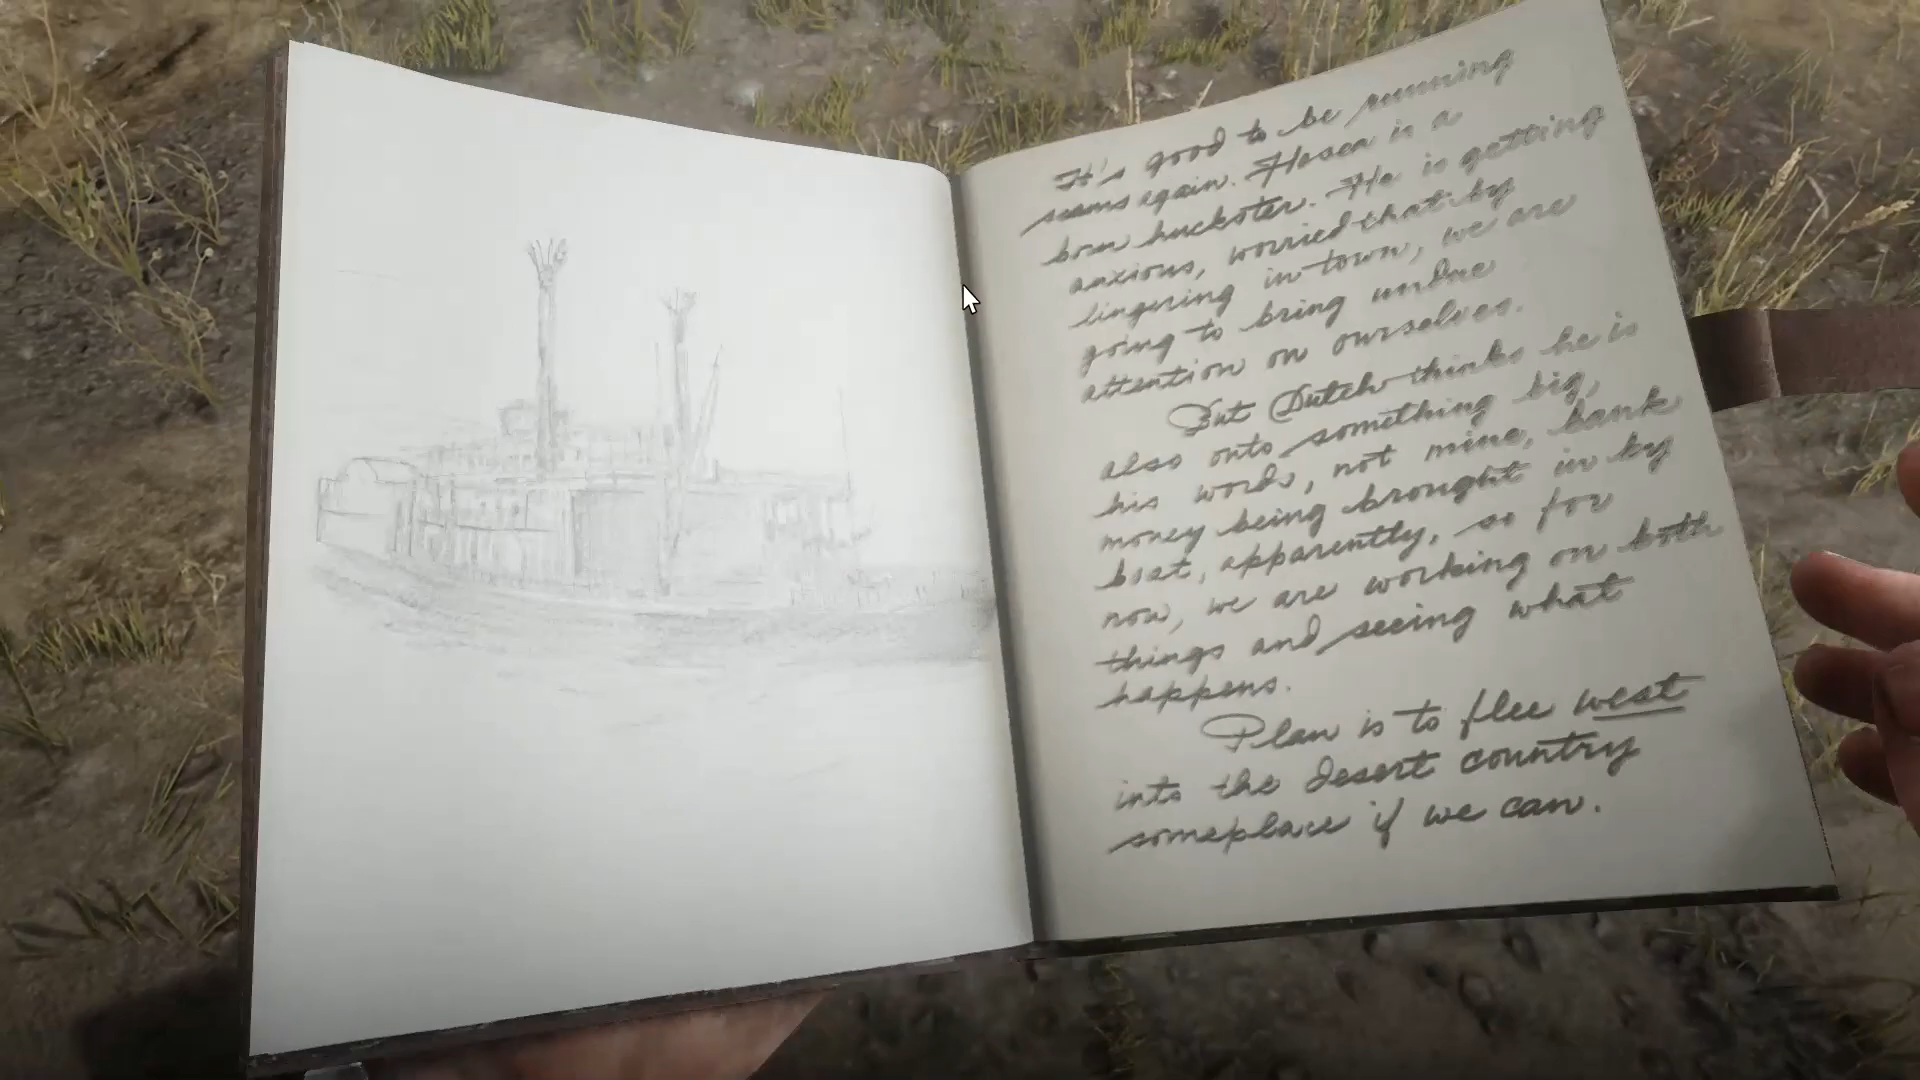 It's good to be running
scams again. Hosea is a
born huckster. He is getting
anxious, worried that by
lingering in town, we are
going to bring undue
attention on ourselves.
But Dutch thinks he is
also onto something big,
his words, not mine, bank
money being brought in by
boat, apparently, so for
now, we are working on both
things and seeing what
happens.
Plan is to flee west
into the desert country
someplace if we can.